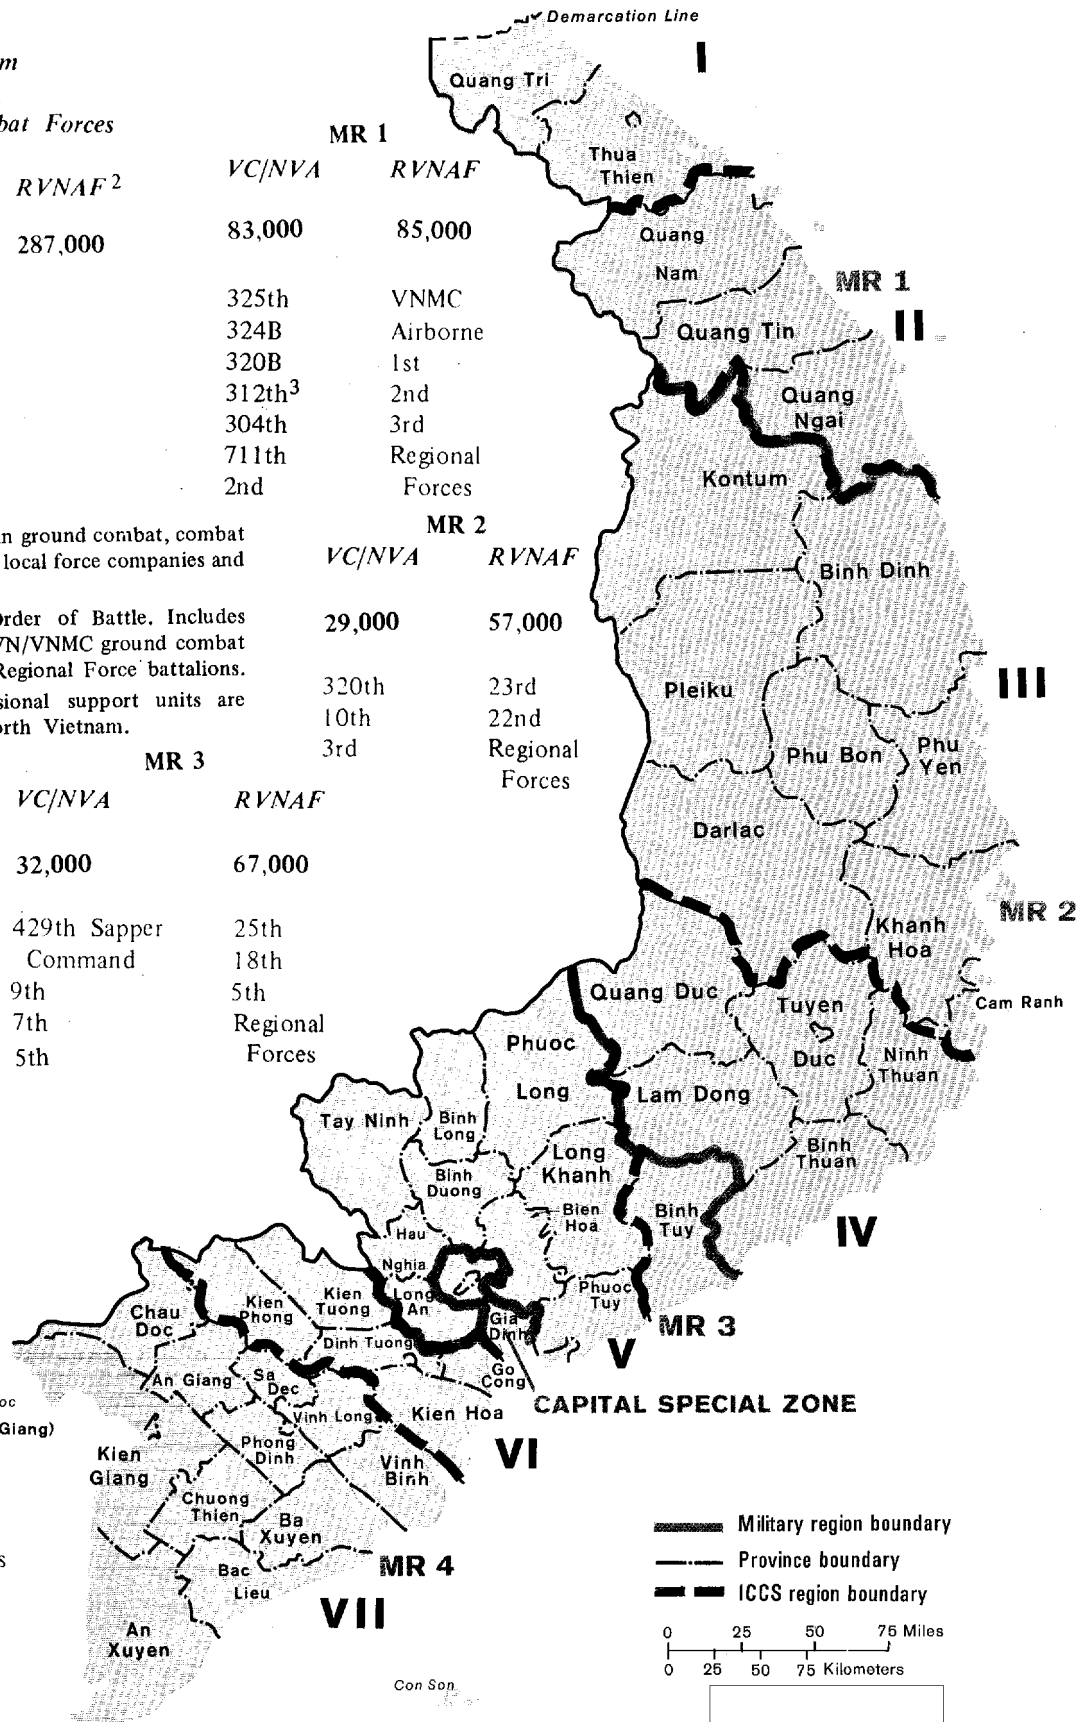 Demarcation Line
m
bat Forces
RVNAF2
287,000
MR 1
VC/NVA RVNAF
83,000 85,000
325th VNMC
324B Airborne
320B 1st
312th3 2nd
304th 3rd
711th Regional
2nd Forces
in ground combat, combat
local force companies and
Order of Battle. Includes
VN/VNMC ground combat
Regional Force battalions.
sional support units are
orth Vietnam.
MR 2
VC/NVA RVNAF
29,000 57,000
320th 23rd
10th 22nd
3rd Regional
Forces
MR 3
VC/NVA RVNAF
32,000 67,000
429th Sapper 25th
Command 18th
9th 5th
7th Regional
5th Forces
I
Quang Tri
Thua
Thien
Quang
Nam
MR 1
II
Quang Tin
Quang
Ngai
Kontum
Binh Dinh
III
Pleiku
Phu Bon
Phu
Yen
Darlac
MR 2
Khanh
Hoa
Cam Ranh
Quang Duc
Tuyen
Duc
Ninh
Thuan
Phuoc
Long
Lam Dong
Binh
Thuan
Tay Ninh
Binh
Long
Long
Khanh
Binh
Duong
Bien
Hoa
Binh
Tuy
IV
Hau
Nghia
Long
An
Phuoc
Tuy
Gia
Dinh
MR 3
V
Kien
Tuong
Kien
Phong
Chau
Doc
Dinh Tuong
Go
Cong
CAPITAL SPECIAL ZONE
An Giang
Sa
Dec
Vinh Long
Kien Hoa
VI
oc
Giang)
Kien
Giang
Phong
Dinh
Vinh
Binh
Chuong
Thien
Ba
Xuyen
MR 4
Bac
Lieu
VII
s
An
Xuyen
Con Son
Military region boundary
Province boundary
ICCS region boundary
0 25 50 75 Miles
0 25 50 75 Kilometers